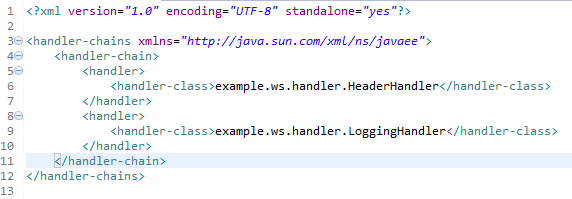 1 <?xml version="1.0" encoding="UTF-8" standalone="yes"?>
2
3 <handler-chains xmlns="http://java.sun.com/xml/ns/javaee">
4     <handler-chain>
5         <handler>
6             <handler-class>example.ws.handler.HeaderHandler</handler-class>
7         </handler>
8         <handler>
9             <handler-class>example.ws.handler.LoggingHandler</handler-class>
10         </handler>
11     </handler-chain>
12 </handler-chains>
13